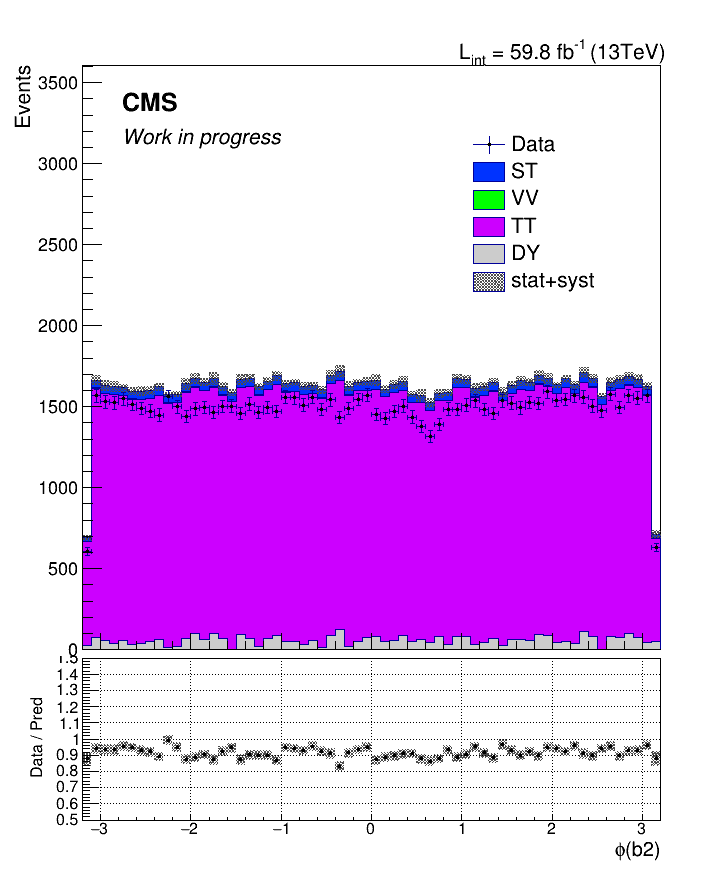 L_int = 59.8 fb^-1 (13TeV)
Events
CMS
Work in progress
Data
ST
VV
TT
DY
stat+syst
3500
3000
2500
2000
1500
1000
500
0
Data / Pred
1.5
1.4
1.3
1.2
1.1
1
0.9
0.8
0.7
0.6
0.5
−3 −2 −1 0 1 2 3
ϕ(b2)